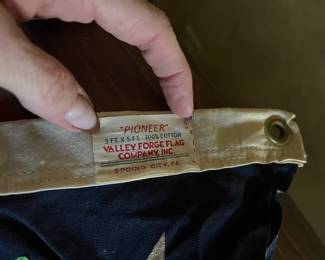 "PIONEER"
3 FT. X 5 FT. 100% COTTON
VALLEY FORGE FLAG
COMPANY, INC.
SPRING CITY, PA.